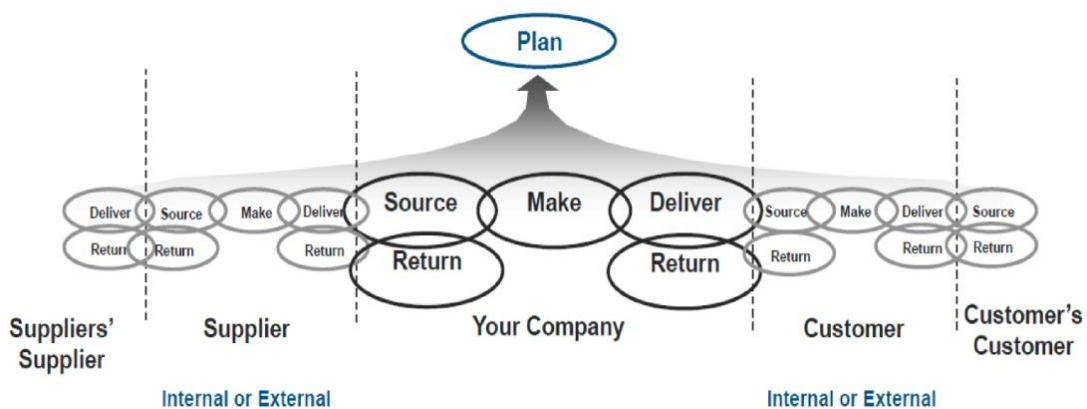 Plan
Deliver Source Make Deliver Source Make Deliver Source Make Deliver Source
Return Return Return Return Return Return Return Return
Suppliers' Supplier Your Company Customer Customer's
Supplier Customer
Internal or External Internal or External